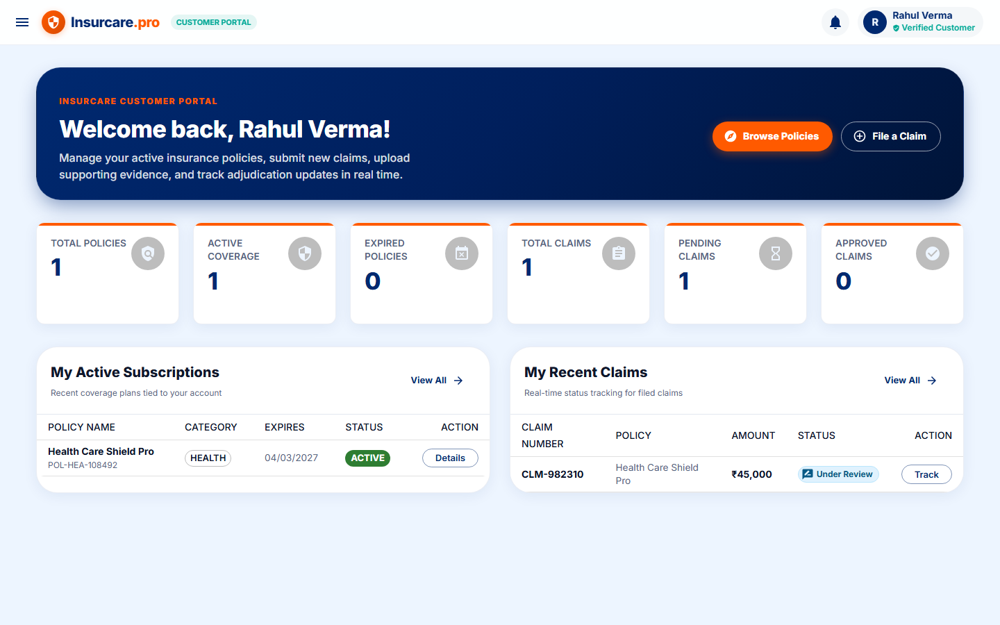 Insurcare.pro
CUSTOMER PORTAL
R
Rahul Verma
Verified Customer
INSURCARE CUSTOMER PORTAL
Welcome back, Rahul Verma!
Manage your active insurance policies, submit new claims, upload
supporting evidence, and track adjudication updates in real time.
Browse Policies
File a Claim
TOTAL POLICIES
1
ACTIVE
COVERAGE
1
EXPIRED
POLICIES
0
TOTAL CLAIMS
1
PENDING
CLAIMS
1
APPROVED
CLAIMS
0
My Active Subscriptions
Recent coverage plans tied to your account
View All
POLICY NAME CATEGORY EXPIRES STATUS ACTION
Health Care Shield Pro
POL-HEA-108492
HEALTH 04/03/2027 ACTIVE Details
My Recent Claims
Real-time status tracking for filed claims
View All
CLAIM
NUMBER
POLICY AMOUNT STATUS ACTION
CLM-982310
Health Care Shield
Pro
₹45,000 Under Review Track